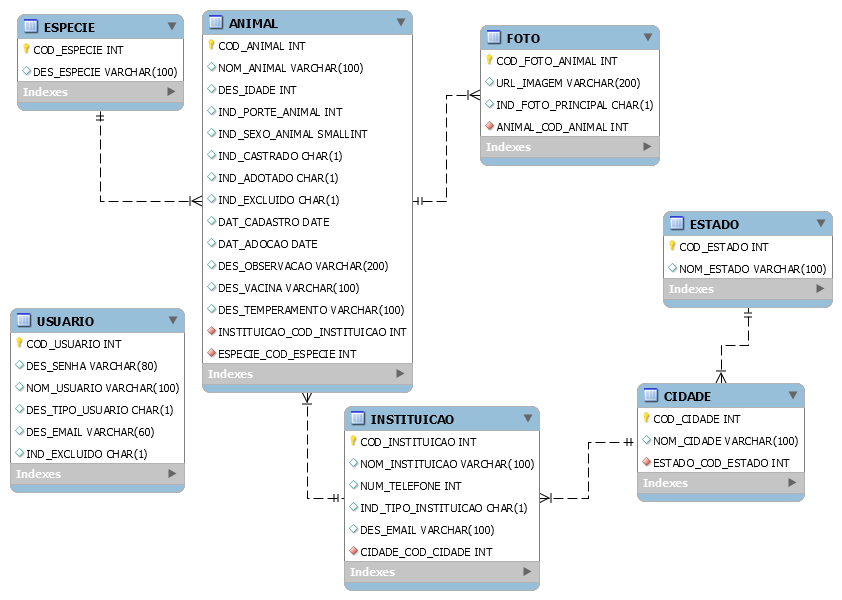 ESPECIE
COD_ESPECIE INT
DES_ESPECIE VARCHAR(100)
Indexes
ANIMAL
COD_ANIMAL INT
NOM_ANIMAL VARCHAR(100)
DES_IDADE INT
IND_PORTE_ANIMAL INT
IND_SEXO_ANIMAL SMALLINT
IND_CASTRADO CHAR(1)
IND_ADOTADO CHAR(1)
IND_EXCLUIDO CHAR(1)
DAT_CADASTRO DATE
DAT_ADOCAO DATE
DES_OBSERVACAO VARCHAR(200)
DES_VACINA VARCHAR(100)
DES_TEMPERAMENTO VARCHAR(100)
INSTITUICAO_COD_INSTITUICAO INT
ESPECIE_COD_ESPECIE INT
Indexes
FOTO
COD_FOTO_ANIMAL INT
URL_IMAGEM VARCHAR(200)
IND_FOTO_PRINCIPAL CHAR(1)
ANIMAL_COD_ANIMAL INT
Indexes
ESTADO
COD_ESTADO INT
NOM_ESTADO VARCHAR(100)
Indexes
USUARIO
COD_USUARIO INT
DES_SENHA VARCHAR(80)
NOM_USUARIO VARCHAR(100)
DES_TIPO_USUARIO CHAR(1)
DES_EMAIL VARCHAR(60)
IND_EXCLUIDO CHAR(1)
Indexes
INSTITUICAO
COD_INSTITUICAO INT
NOM_INSTITUICAO VARCHAR(100)
NUM_TELEFONE INT
IND_TIPO_INSTITUICAO CHAR(1)
DES_EMAIL VARCHAR(100)
CIDADE_COD_CIDADE INT
Indexes
CIDADE
COD_CIDADE INT
NOM_CIDADE VARCHAR(100)
ESTADO_COD_ESTADO INT
Indexes